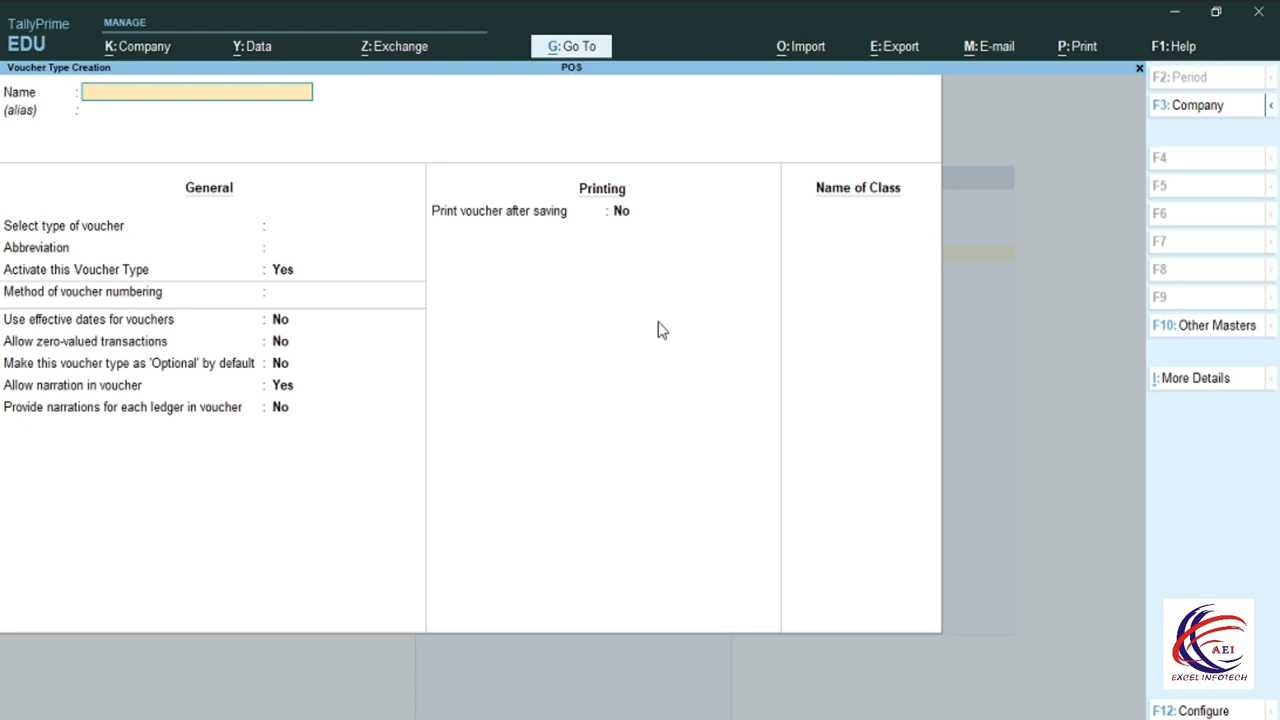 TallyPrime
EDU
MANAGE
K: Company
Y: Data
Z: Exchange
G: Go To
O: Import
E: Export
M: E-mail
P: Print
F1: Help
Voucher Type Creation
POS
x
Name :
(alias) :
General
Select type of voucher :
Abbreviation :
Activate this Voucher Type : Yes
Method of voucher numbering :
Use effective dates for vouchers : No
Allow zero-valued transactions : No
Make this voucher type as 'Optional' by default : No
Allow narration in voucher : Yes
Provide narrations for each ledger in voucher : No
Printing
Print voucher after saving : No
Name of Class
F2: Period
F3: Company
F4
F5
F6
F7
F8
F9
F10: Other Masters
I: More Details
AEI
EXCEL INFOTECH
F12: Configure